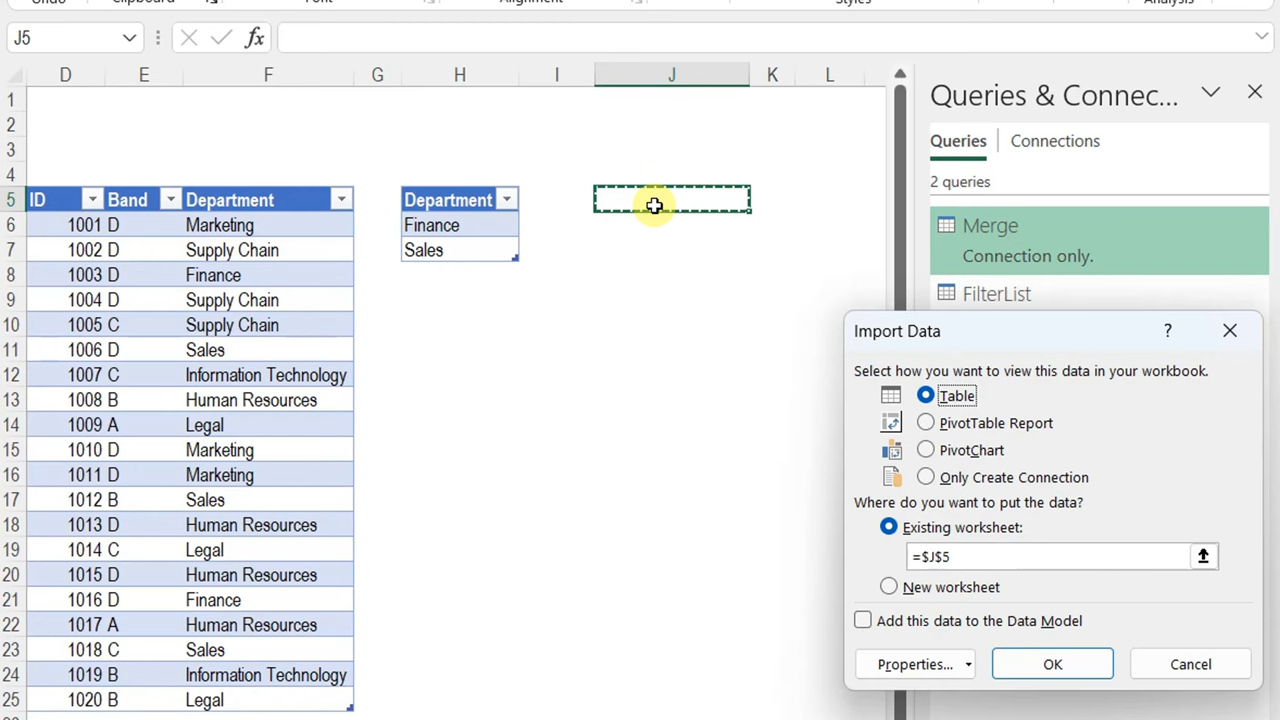 Undo Clipboard Font Alignment Styles Analysis
J5 fx
D E F G H I J K L
1
2
3
4
5 ID Band Department Department
6 1001 D Marketing Finance
7 1002 D Supply Chain Sales
8 1003 D Finance
9 1004 D Supply Chain
10 1005 C Supply Chain
11 1006 D Sales
12 1007 C Information Technology
13 1008 B Human Resources
14 1009 A Legal
15 1010 D Marketing
16 1011 D Marketing
17 1012 B Sales
18 1013 D Human Resources
19 1014 C Legal
20 1015 D Human Resources
21 1016 D Finance
22 1017 A Human Resources
23 1018 C Sales
24 1019 B Information Technology
25 1020 B Legal
Queries & Connec...
Queries Connections
2 queries
Merge
Connection only.
FilterList
Import Data ?
Select how you want to view this data in your workbook.
Table
PivotTable Report
PivotChart
Only Create Connection
Where do you want to put the data?
Existing worksheet:
=$J$5
New worksheet
Add this data to the Data Model
Properties... OK Cancel